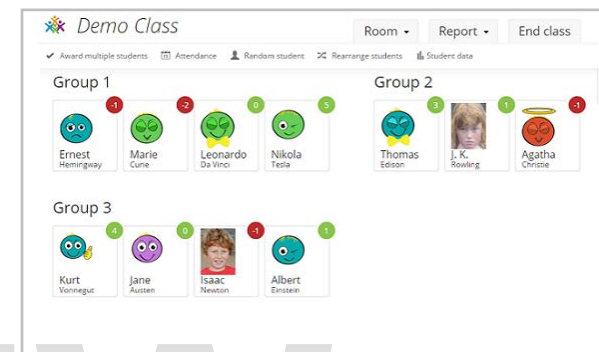 Demo Class
Room Report End class
Award multiple students Attendance Random student Rearrange students Student data
Group 1
-1 -2 0 5
Ernest Marie Leonardo Nikola
Hemingway Curie Da Vinci Tesla
Group 2
3 1 -1
Thomas J. K. Agatha
Edison Rowling Christie
Group 3
4 0 -1 1
Kurt Jane Isaac Albert
Vonnegut Austen Newton Einstein